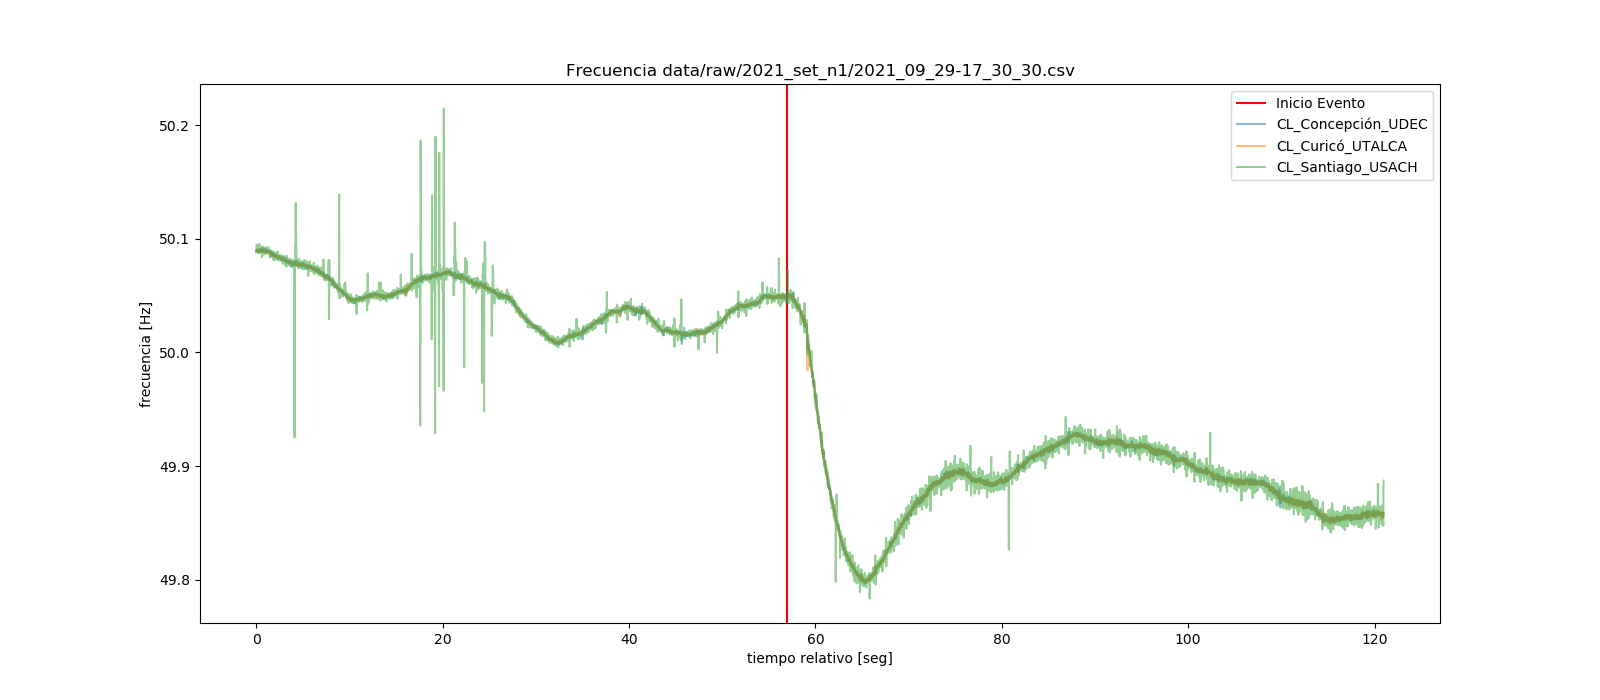 Frecuencia data/raw/2021_set_n1/2021_09_29-17_30_30.csv
Inicio Evento
CL_Concepción_UDEC
CL_Curicó_UTALCA
CL_Santiago_USACH
50.2
50.1
50.0
49.9
49.8
frecuencia [Hz]
0 20 40 60 80 100 120
tiempo relativo [seg]